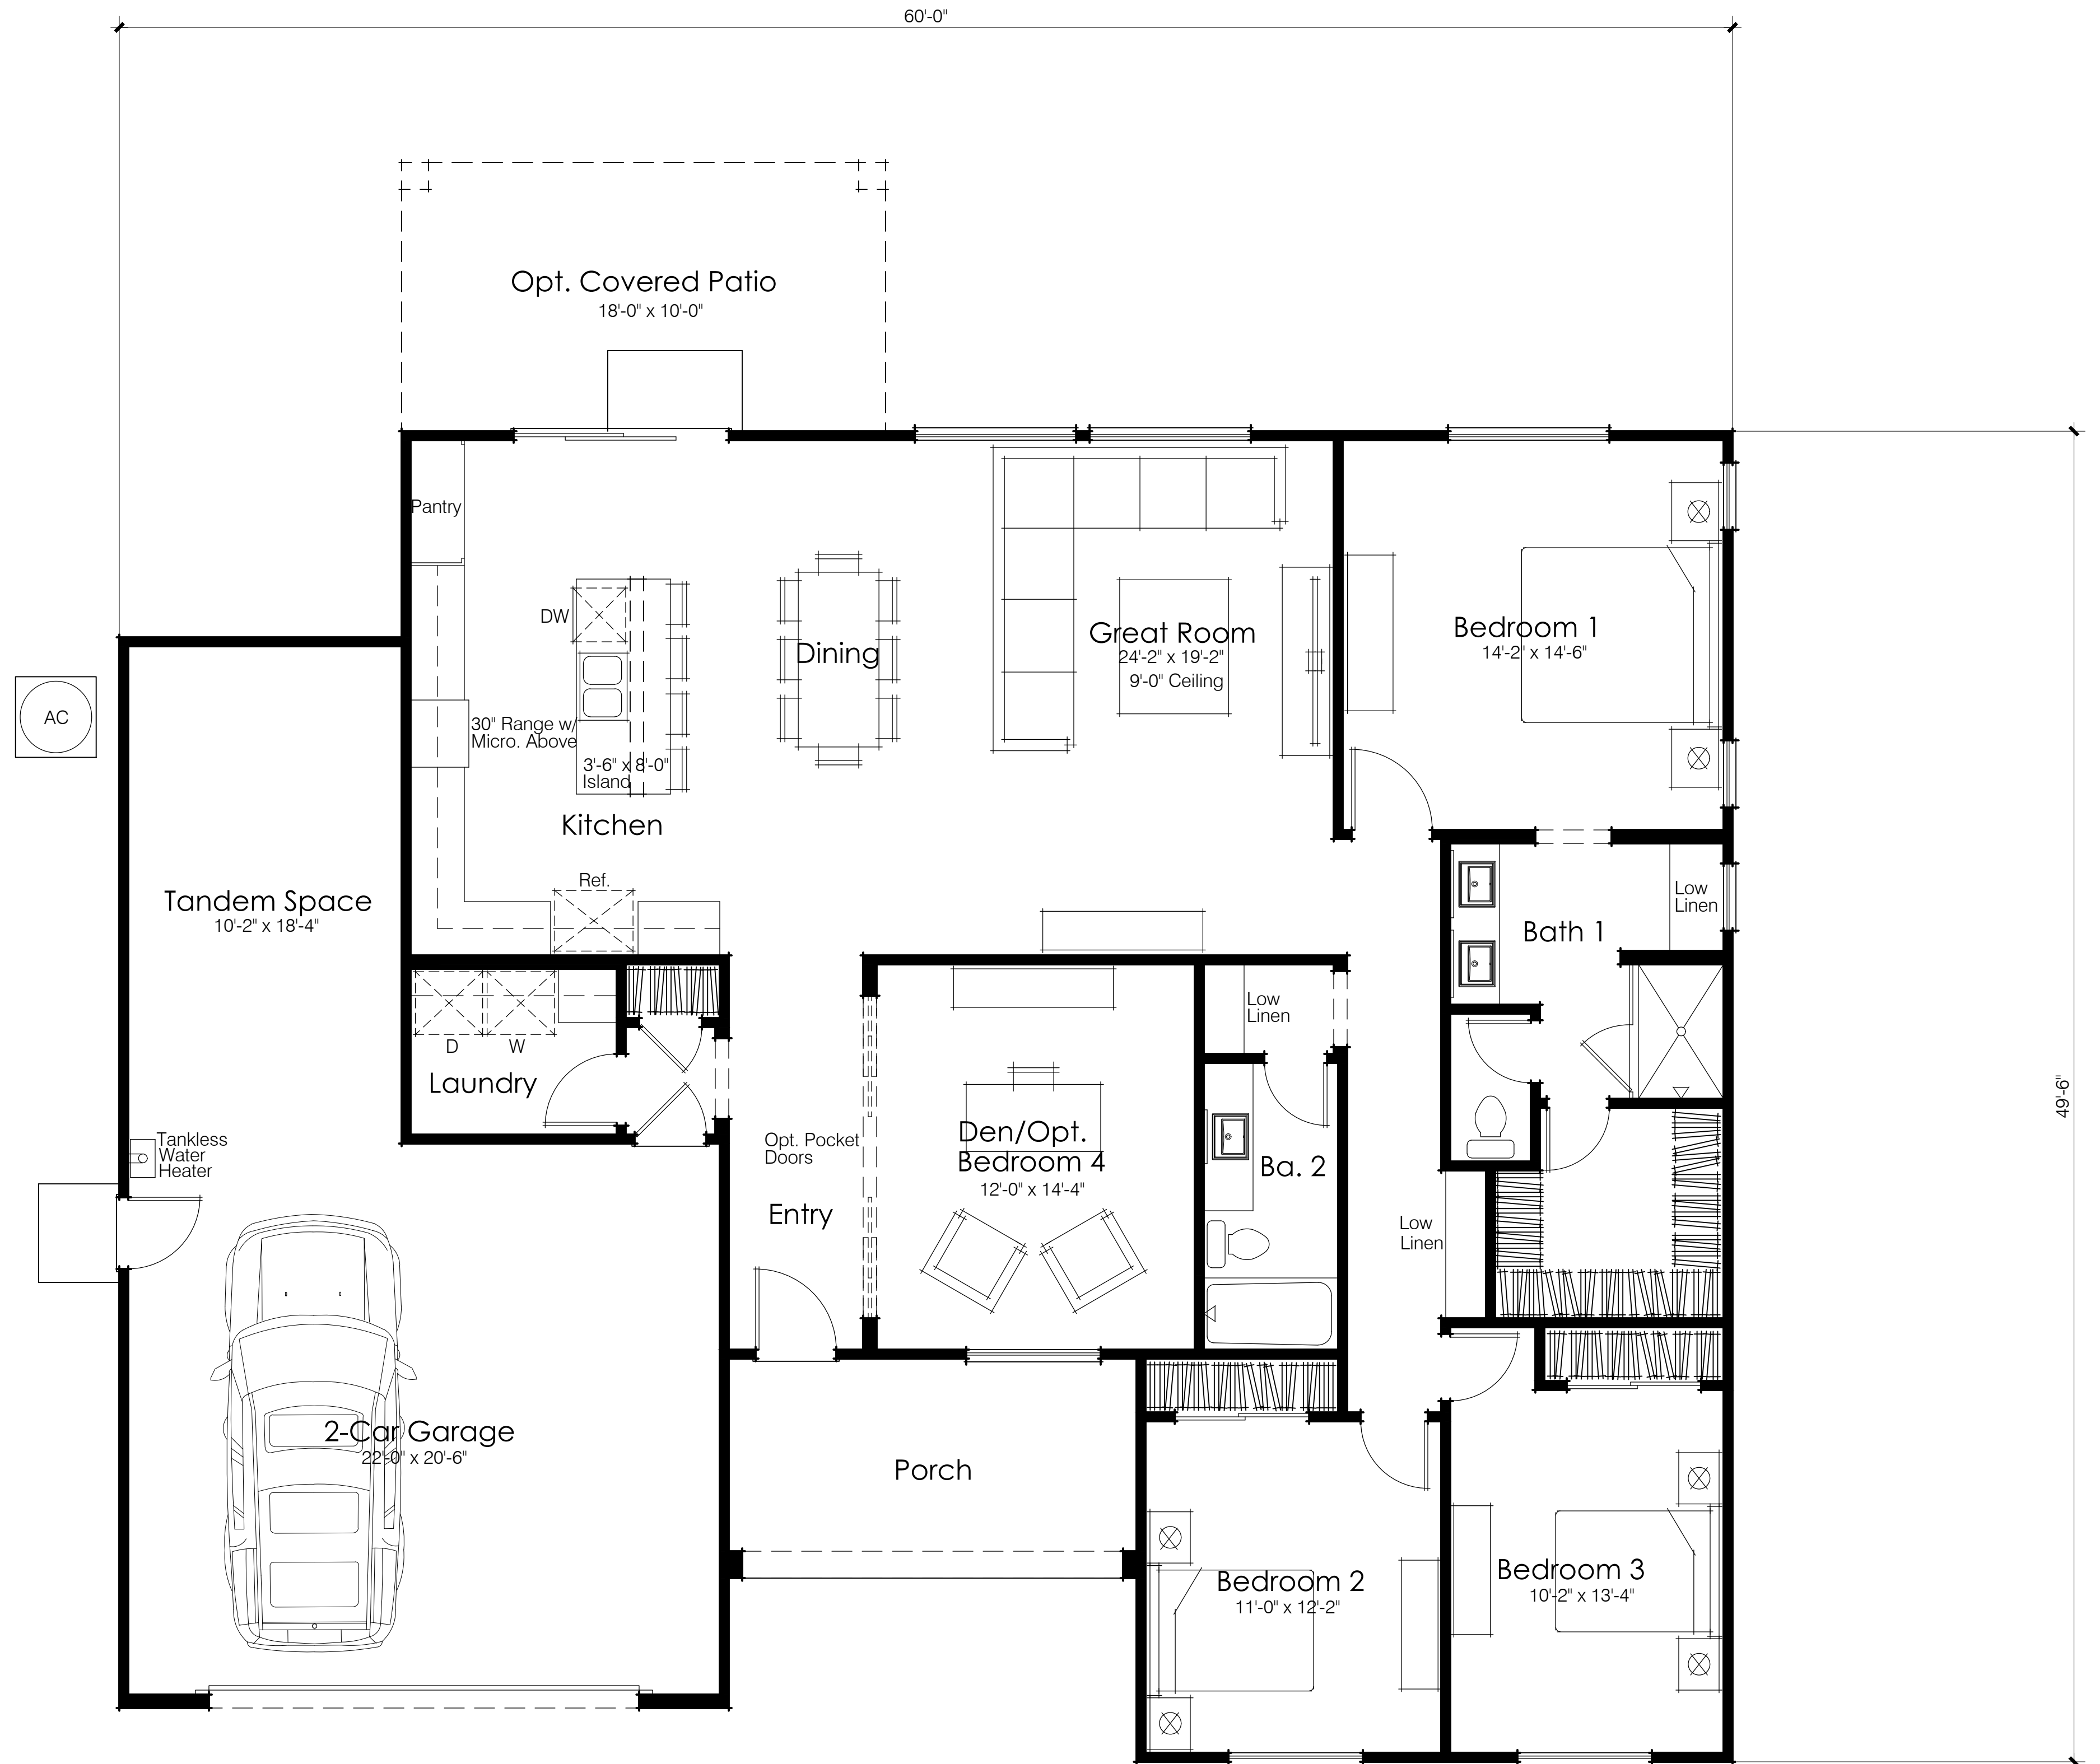 60'-0"
Opt. Covered Patio
18'-0" x 10'-0"
Pantry
DW
30" Range w/
Micro. Above
3'-6" x 8'-0"
Island
Kitchen
Ref.
Dining
Great Room
24'-2" x 19'-2"
9'-0" Ceiling
Bedroom 1
14'-2" x 14'-6"
AC
Tandem Space
10'-2" x 18'-4"
Low
Linen
Bath 1
D
W
Laundry
Low
Linen
Tankless
Water
Heater
Opt. Pocket
Doors
Entry
Den/Opt.
Bedroom 4
12'-0" x 14'-4"
Ba. 2
Low
Linen
49'-6"
2-Car Garage
22'-0" x 20'-6"
Porch
Bedroom 2
11'-0" x 12'-2"
Bedroom 3
10'-2" x 13'-4"